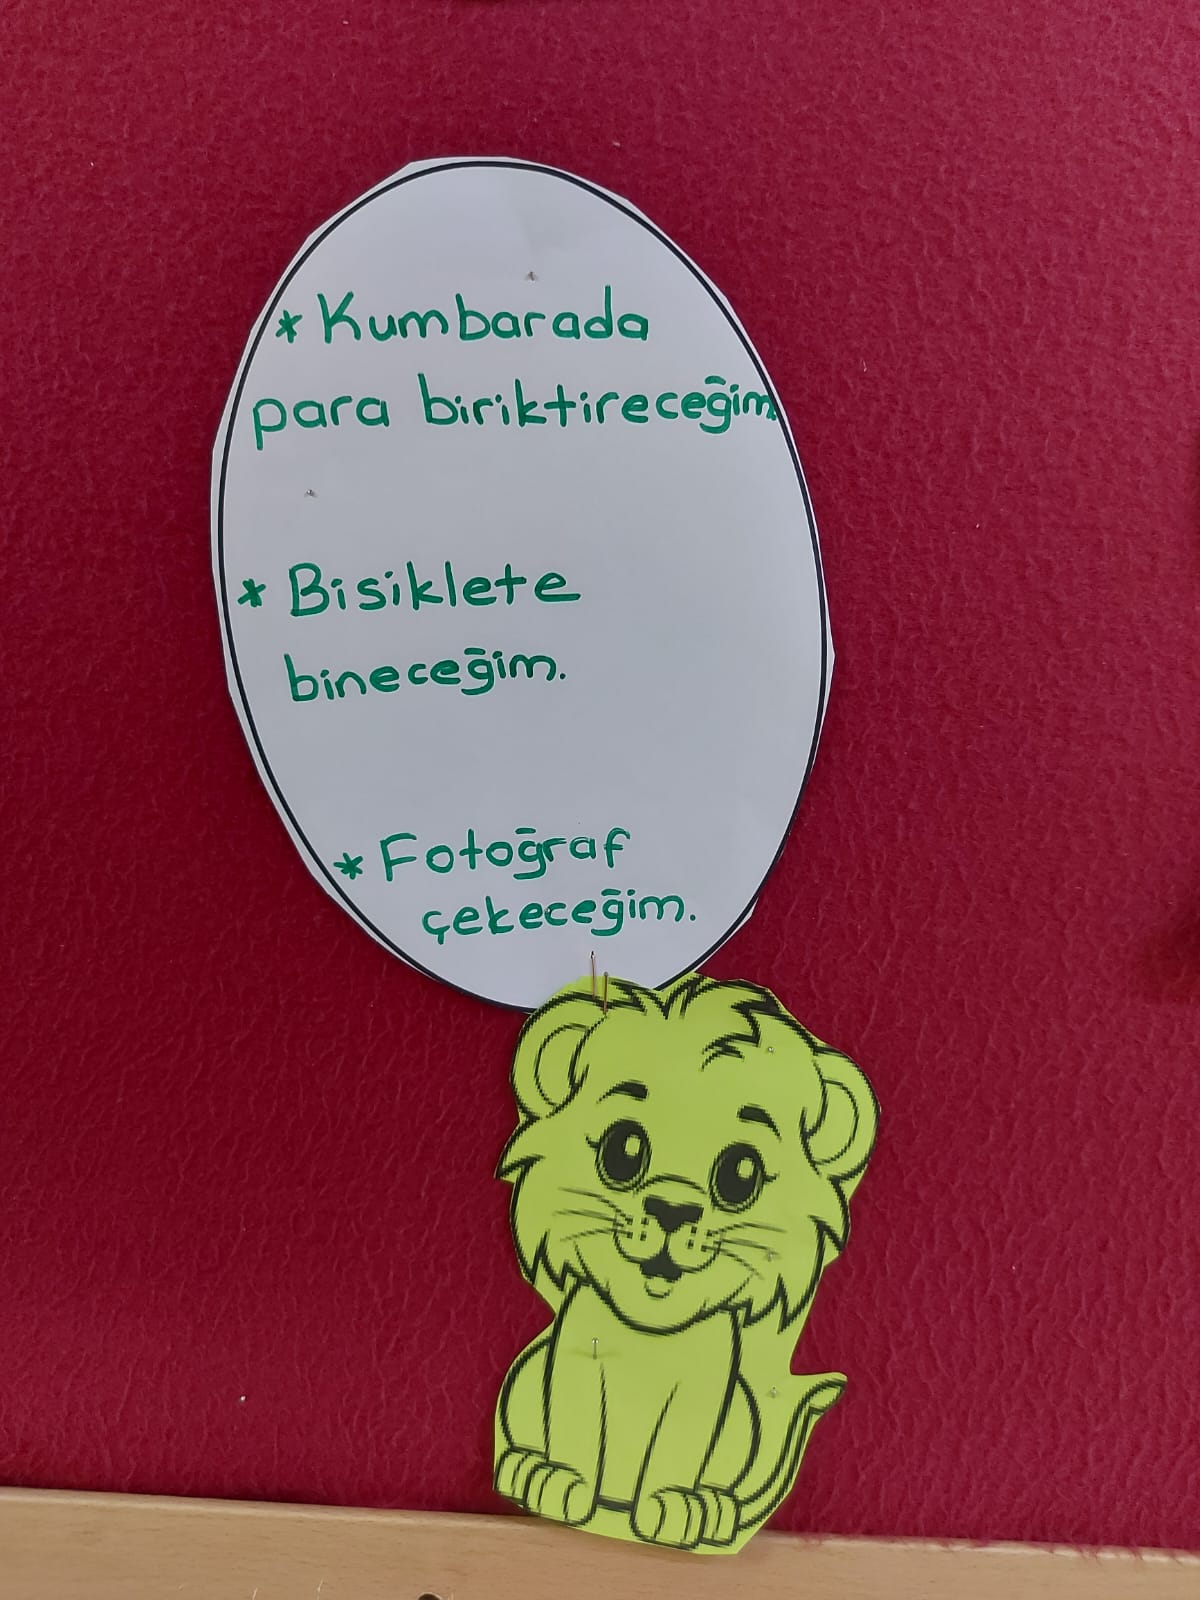 * Kumbarada
para biriktireceğim.
* Bisiklete
bineceğim.
* Fotoğraf
çekeceğim.